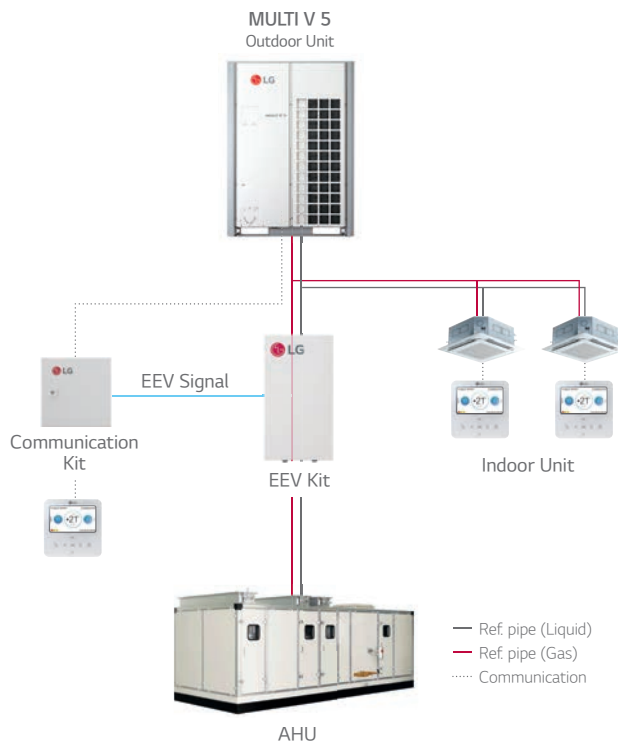 MULTI V 5
Outdoor Unit
LG
LG
LG
EEV Signal
Communication
Kit
EEV Kit
Indoor Unit
AHU
Ref. pipe (Liquid)
Ref. pipe (Gas)
Communication